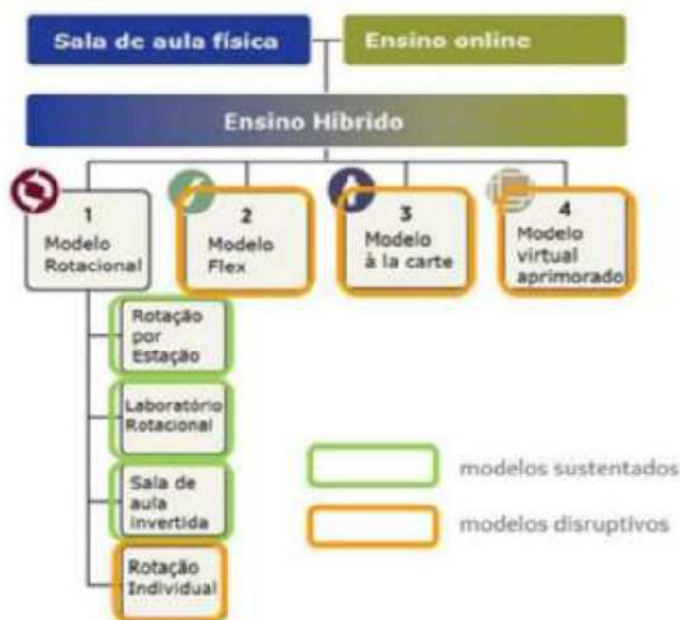 Sala de aula física
Ensino online
Ensino Híbrido
1
Modelo
Rotacional
2
Modelo
Flex
3
Modelo
à la carte
4
Modelo
virtual
aprimorado
Rotação
por
Estação
Laboratório
Rotacional
Sala de
aula
invertida
Rotação
Individual
modelos sustentados
modelos disruptivos